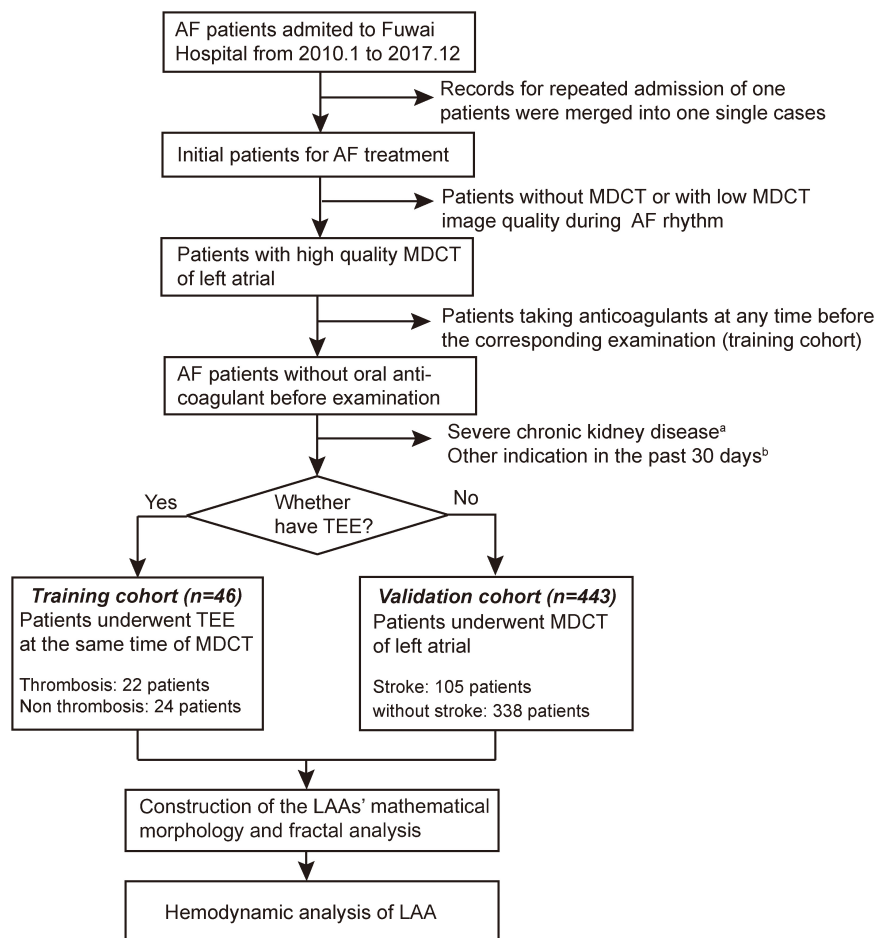 AF patients admited to Fuwai
Hospital from 2010.1 to 2017.12
Records for repeated admission of one
patients were merged into one single cases
Initial patients for AF treatment
Patients without MDCT or with low MDCT
image quality during AF rhythm
Patients with high quality MDCT
of left atrial
Patients taking anticoagulants at any time before
the corresponding examination (training cohort)
AF patients without oral anti-
coagulant before examination
Severe chronic kidney diseaseᵃ
Other indication in the past 30 daysᵇ
Yes
Whether
have TEE?
No
Training cohort (n=46)
Patients underwent TEE
at the same time of MDCT
Thrombosis: 22 patients
Non thrombosis: 24 patients
Validation cohort (n=443)
Patients underwent MDCT
of left atrial
Stroke: 105 patients
without stroke: 338 patients
Construction of the LAAs' mathematical
morphology and fractal analysis
Hemodynamic analysis of LAA